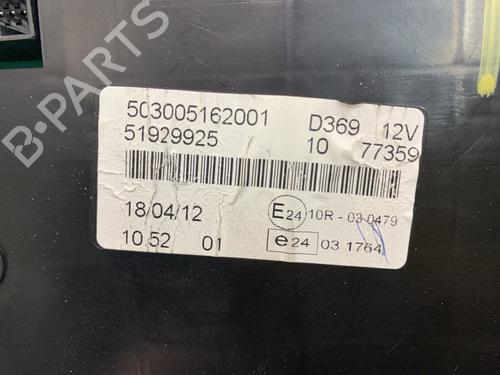 503005162001 D369 12V
51929925 10 77359
18/04/12 E24 10R - 03 0479
10.52 01 e24 03 1764
B-PARTS